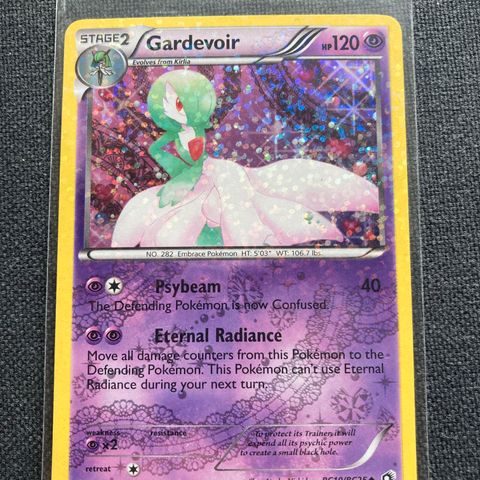 STAGE2 Gardevoir HP120
Evolves from Kirlia
NO. 282 Embrace Pokémon HT: 5'03" WT: 106.7 lbs.
Psybeam 40
The Defending Pokémon is now Confused.
Eternal Radiance
Move all damage counters from this Pokémon to the
Defending Pokémon. This Pokémon can't use Eternal
Radiance during your next turn.
weakness resistance
×2
To protect its Trainer, it will
expend all its psychic power
to create a small black hole.
retreat
RC10/RC25